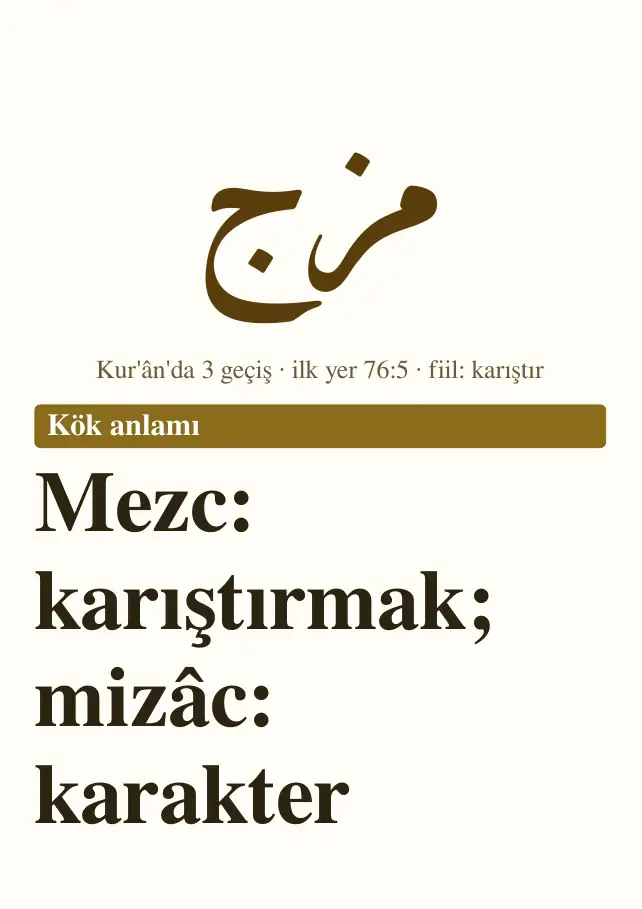 مزج
Kur'ân'da 3 geçiş · ilk yer 76:5 · fiil: karıştır
Kök anlamı
Mezc:
karıştırmak;
mizâc:
karakter